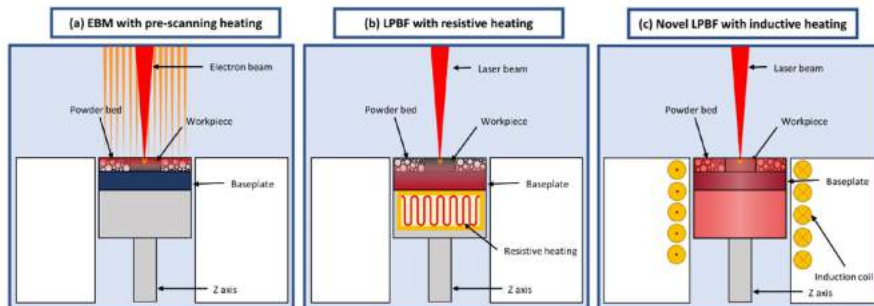 (a) EBM with pre-scanning heating
Electron beam
Powder bed
Workpiece
Baseplate
Z axis
(b) LPBF with resistive heating
Laser beam
Powder bed
Workpiece
Baseplate
Resistive heating
Z axis
(c) Novel LPBF with inductive heating
Laser beam
Powder bed
Workpiece
Baseplate
Induction coil
Z axis